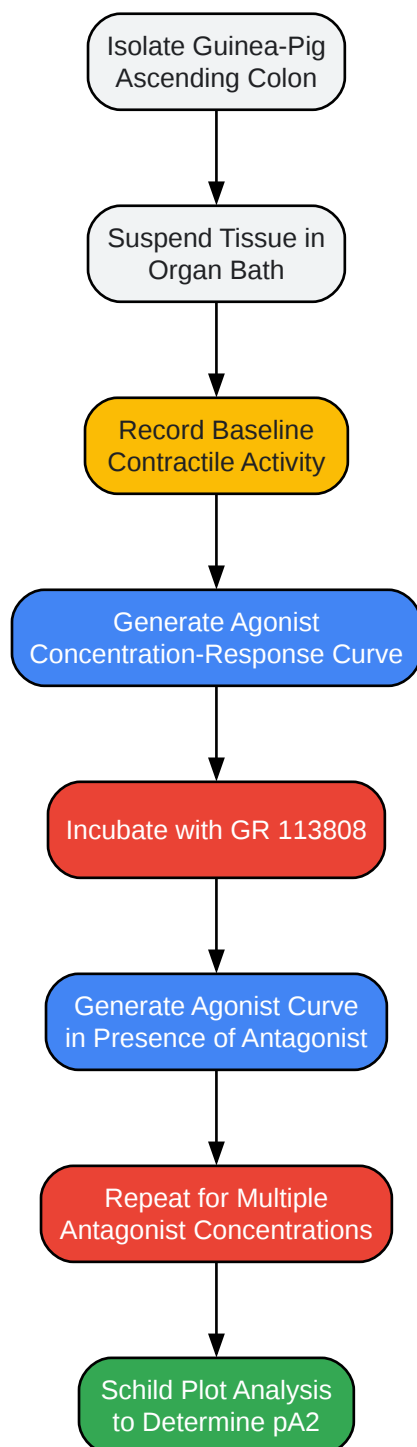 Isolate Guinea-Pig
Ascending Colon
Suspend Tissue in
Organ Bath
Record Baseline
Contractile Activity
Generate Agonist
Concentration-Response Curve
Incubate with GR 113808
Generate Agonist Curve
in Presence of Antagonist
Repeat for Multiple
Antagonist Concentrations
Schild Plot Analysis
to Determine pA2